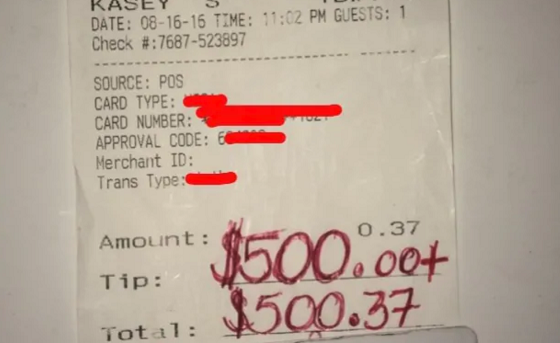 KASEY S
DATE: 08-16-16 TIME: 11:02 PM GUESTS: 1
Check #:7687-523897
SOURCE: POS
CARD TYPE:
CARD NUMBER:
APPROVAL CODE: 6
Merchant ID:
Trans Type:
Amount: 0.37
Tip: $500.00+
Total: $500.37